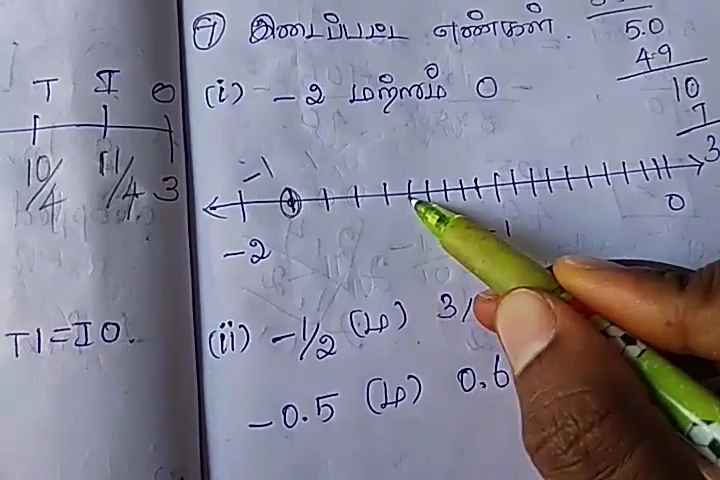 T I O
10/4 11/4 3
TI = IO.
⑦ இடைப்பட்ட எண்கள்.
5.0
49
10
7
3
(i) -2 மற்றும் 0
-2 -1 0
(ii) -1/2 (ம) 3/
-0.5 (ம) 0.6